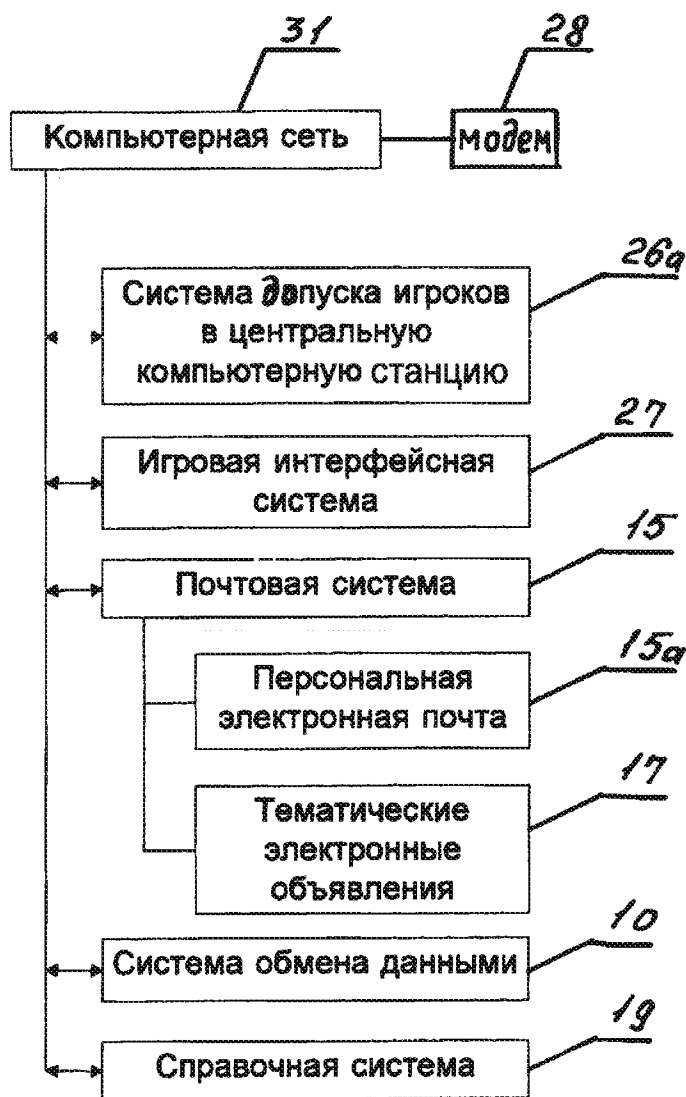 31
28
Компьютерная сеть
модем
26а
Система допуска игроков
в центральную
компьютерную станцию
27
Игровая интерфейсная
система
15
Почтовая система
15а
Персональная
электронная почта
17
Тематические
электронные
объявления
10
Система обмена данными
19
Справочная система